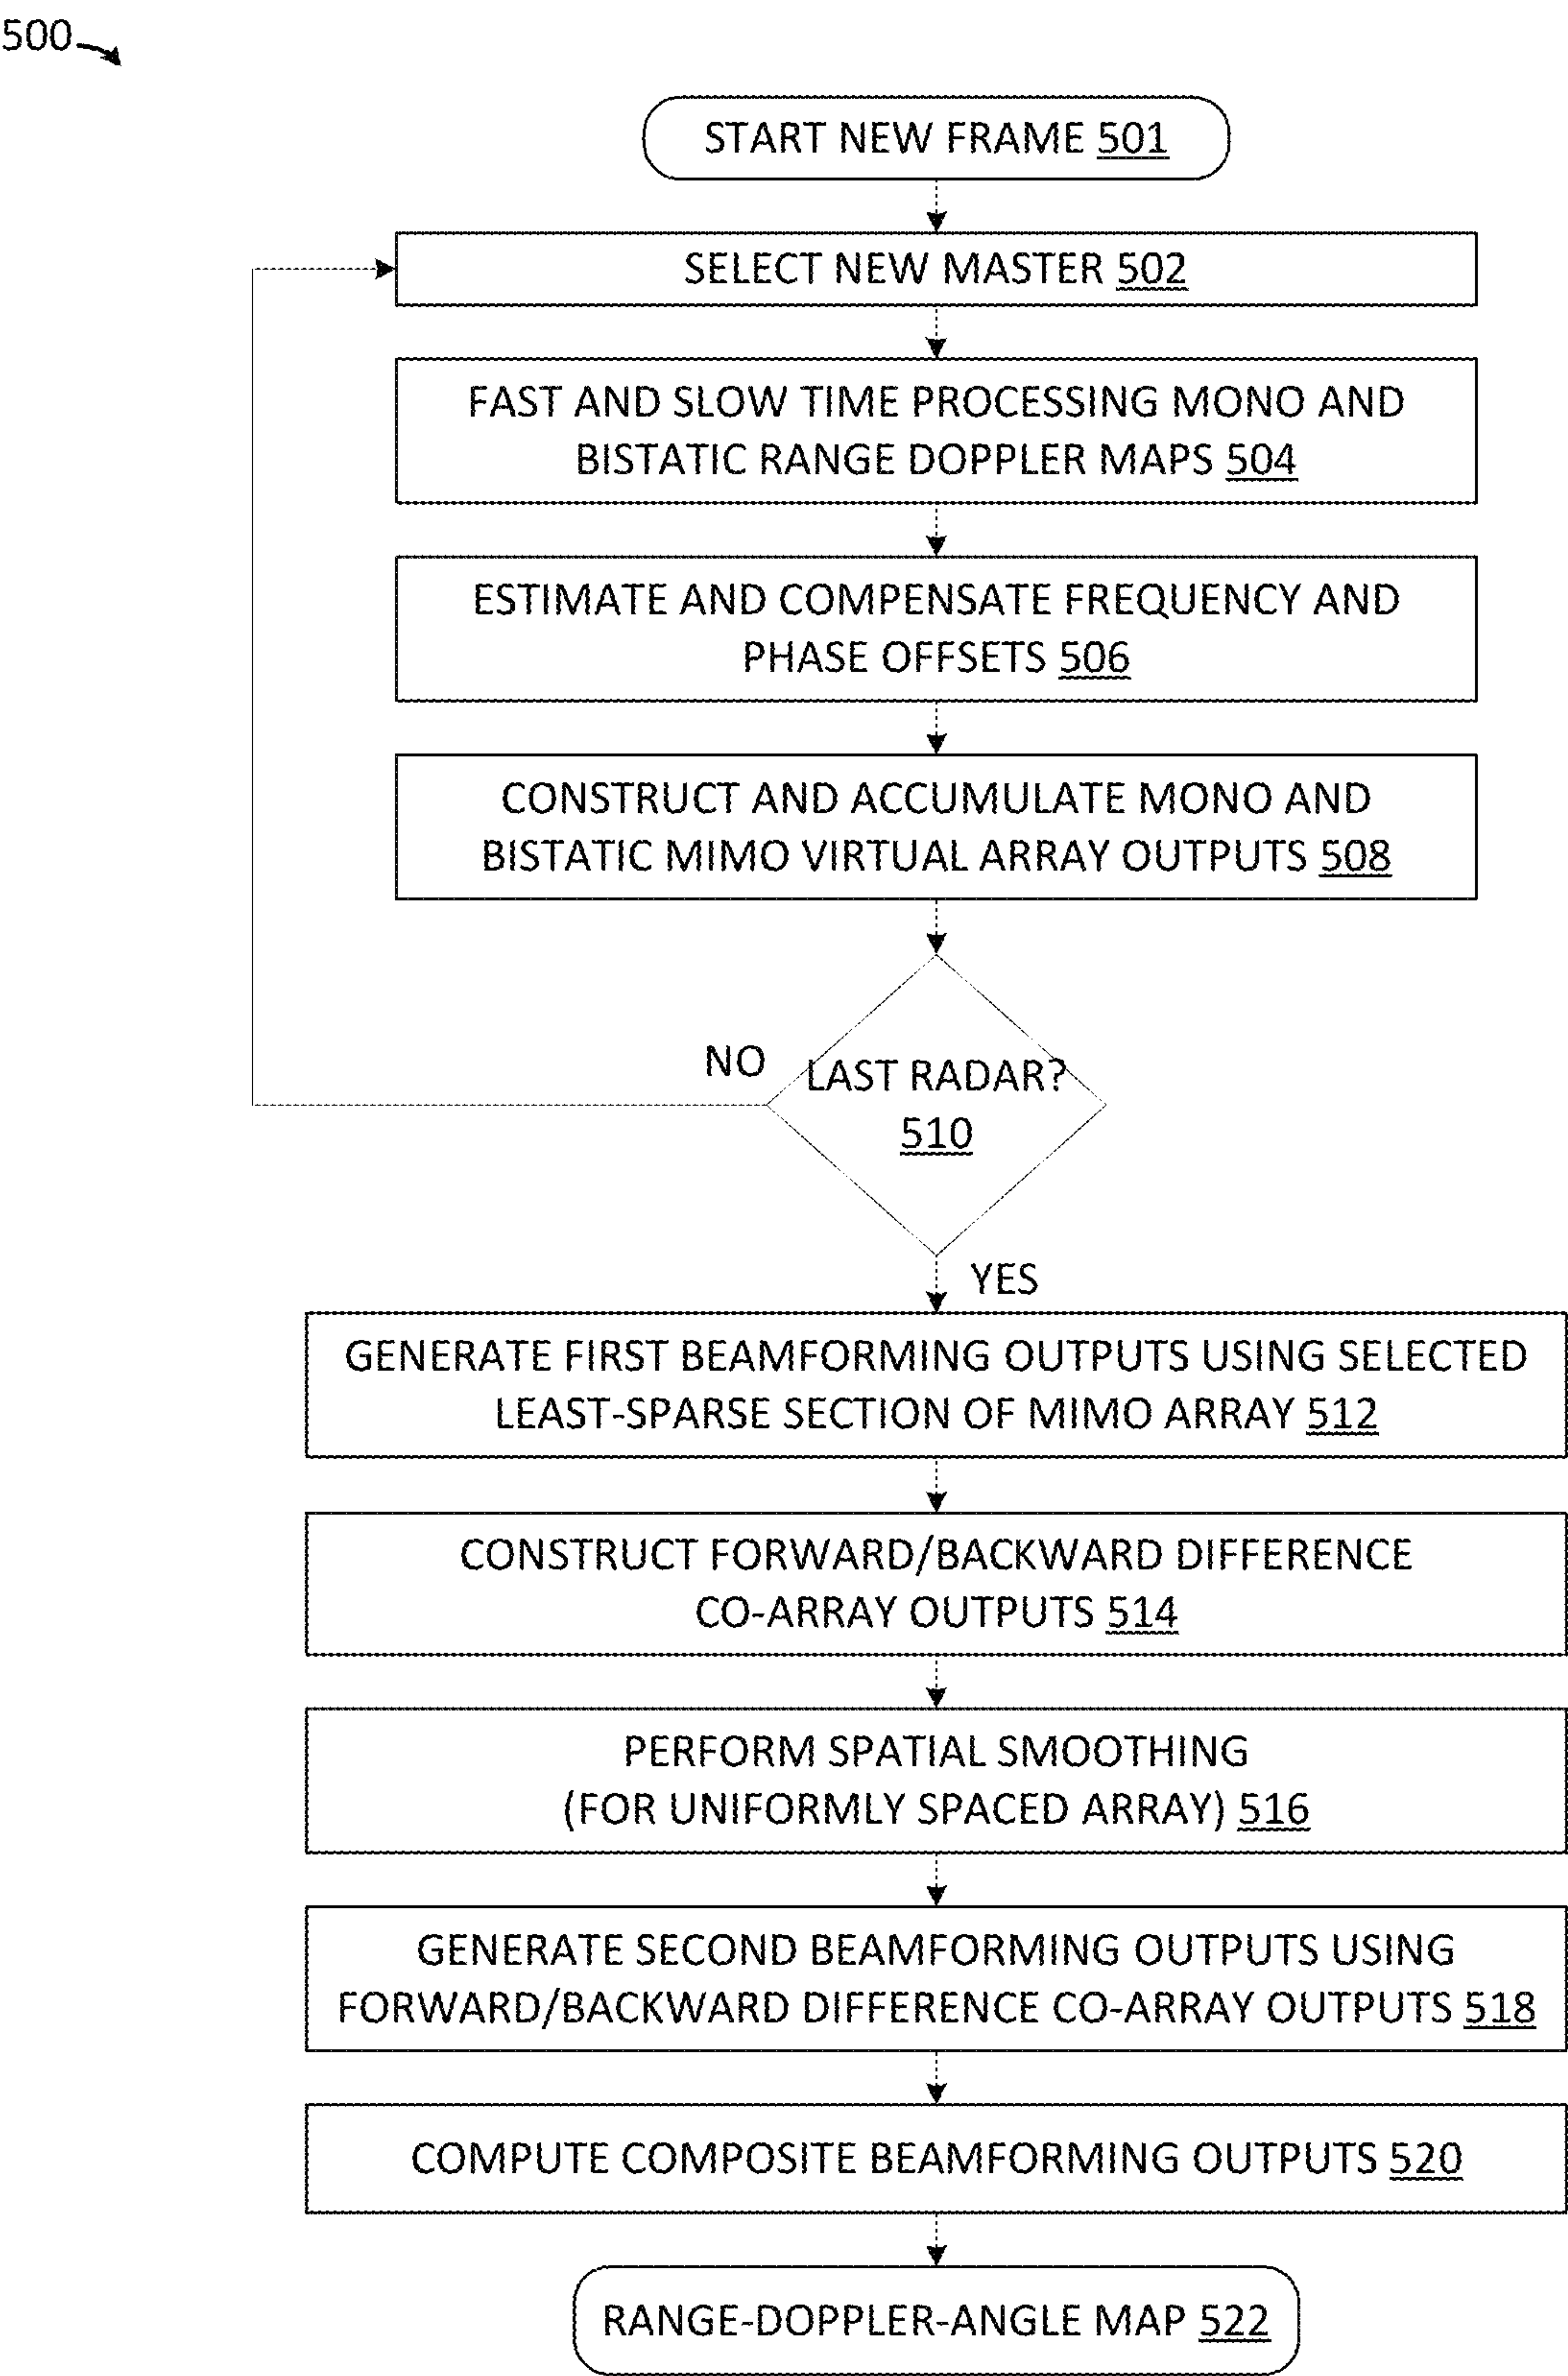 500
START NEW FRAME 501
SELECT NEW MASTER 502
FAST AND SLOW TIME PROCESSING MONO AND
BISTATIC RANGE DOPPLER MAPS 504
ESTIMATE AND COMPENSATE FREQUENCY AND
PHASE OFFSETS 506
CONSTRUCT AND ACCUMULATE MONO AND
BISTATIC MIMO VIRTUAL ARRAY OUTPUTS 508
NO
LAST RADAR?
510
YES
GENERATE FIRST BEAMFORMING OUTPUTS USING SELECTED
LEAST-SPARSE SECTION OF MIMO ARRAY 512
CONSTRUCT FORWARD/BACKWARD DIFFERENCE
CO-ARRAY OUTPUTS 514
PERFORM SPATIAL SMOOTHING
(FOR UNIFORMLY SPACED ARRAY) 516
GENERATE SECOND BEAMFORMING OUTPUTS USING
FORWARD/BACKWARD DIFFERENCE CO-ARRAY OUTPUTS 518
COMPUTE COMPOSITE BEAMFORMING OUTPUTS 520
RANGE-DOPPLER-ANGLE MAP 522